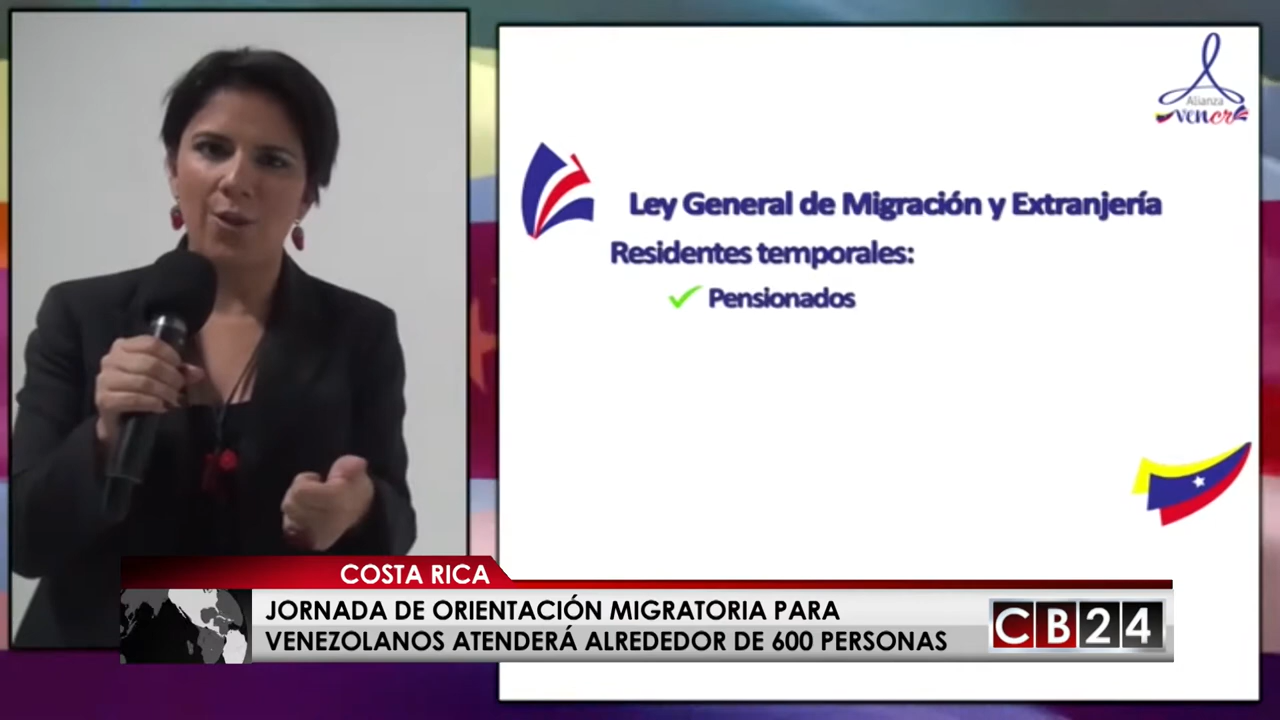 Alianza
vencr
Ley General de Migración y Extranjería
Residentes temporales:
Pensionados
COSTA RICA
JORNADA DE ORIENTACIÓN MIGRATORIA PARA
VENEZOLANOS ATENDERÁ ALREDEDOR DE 600 PERSONAS
CB24